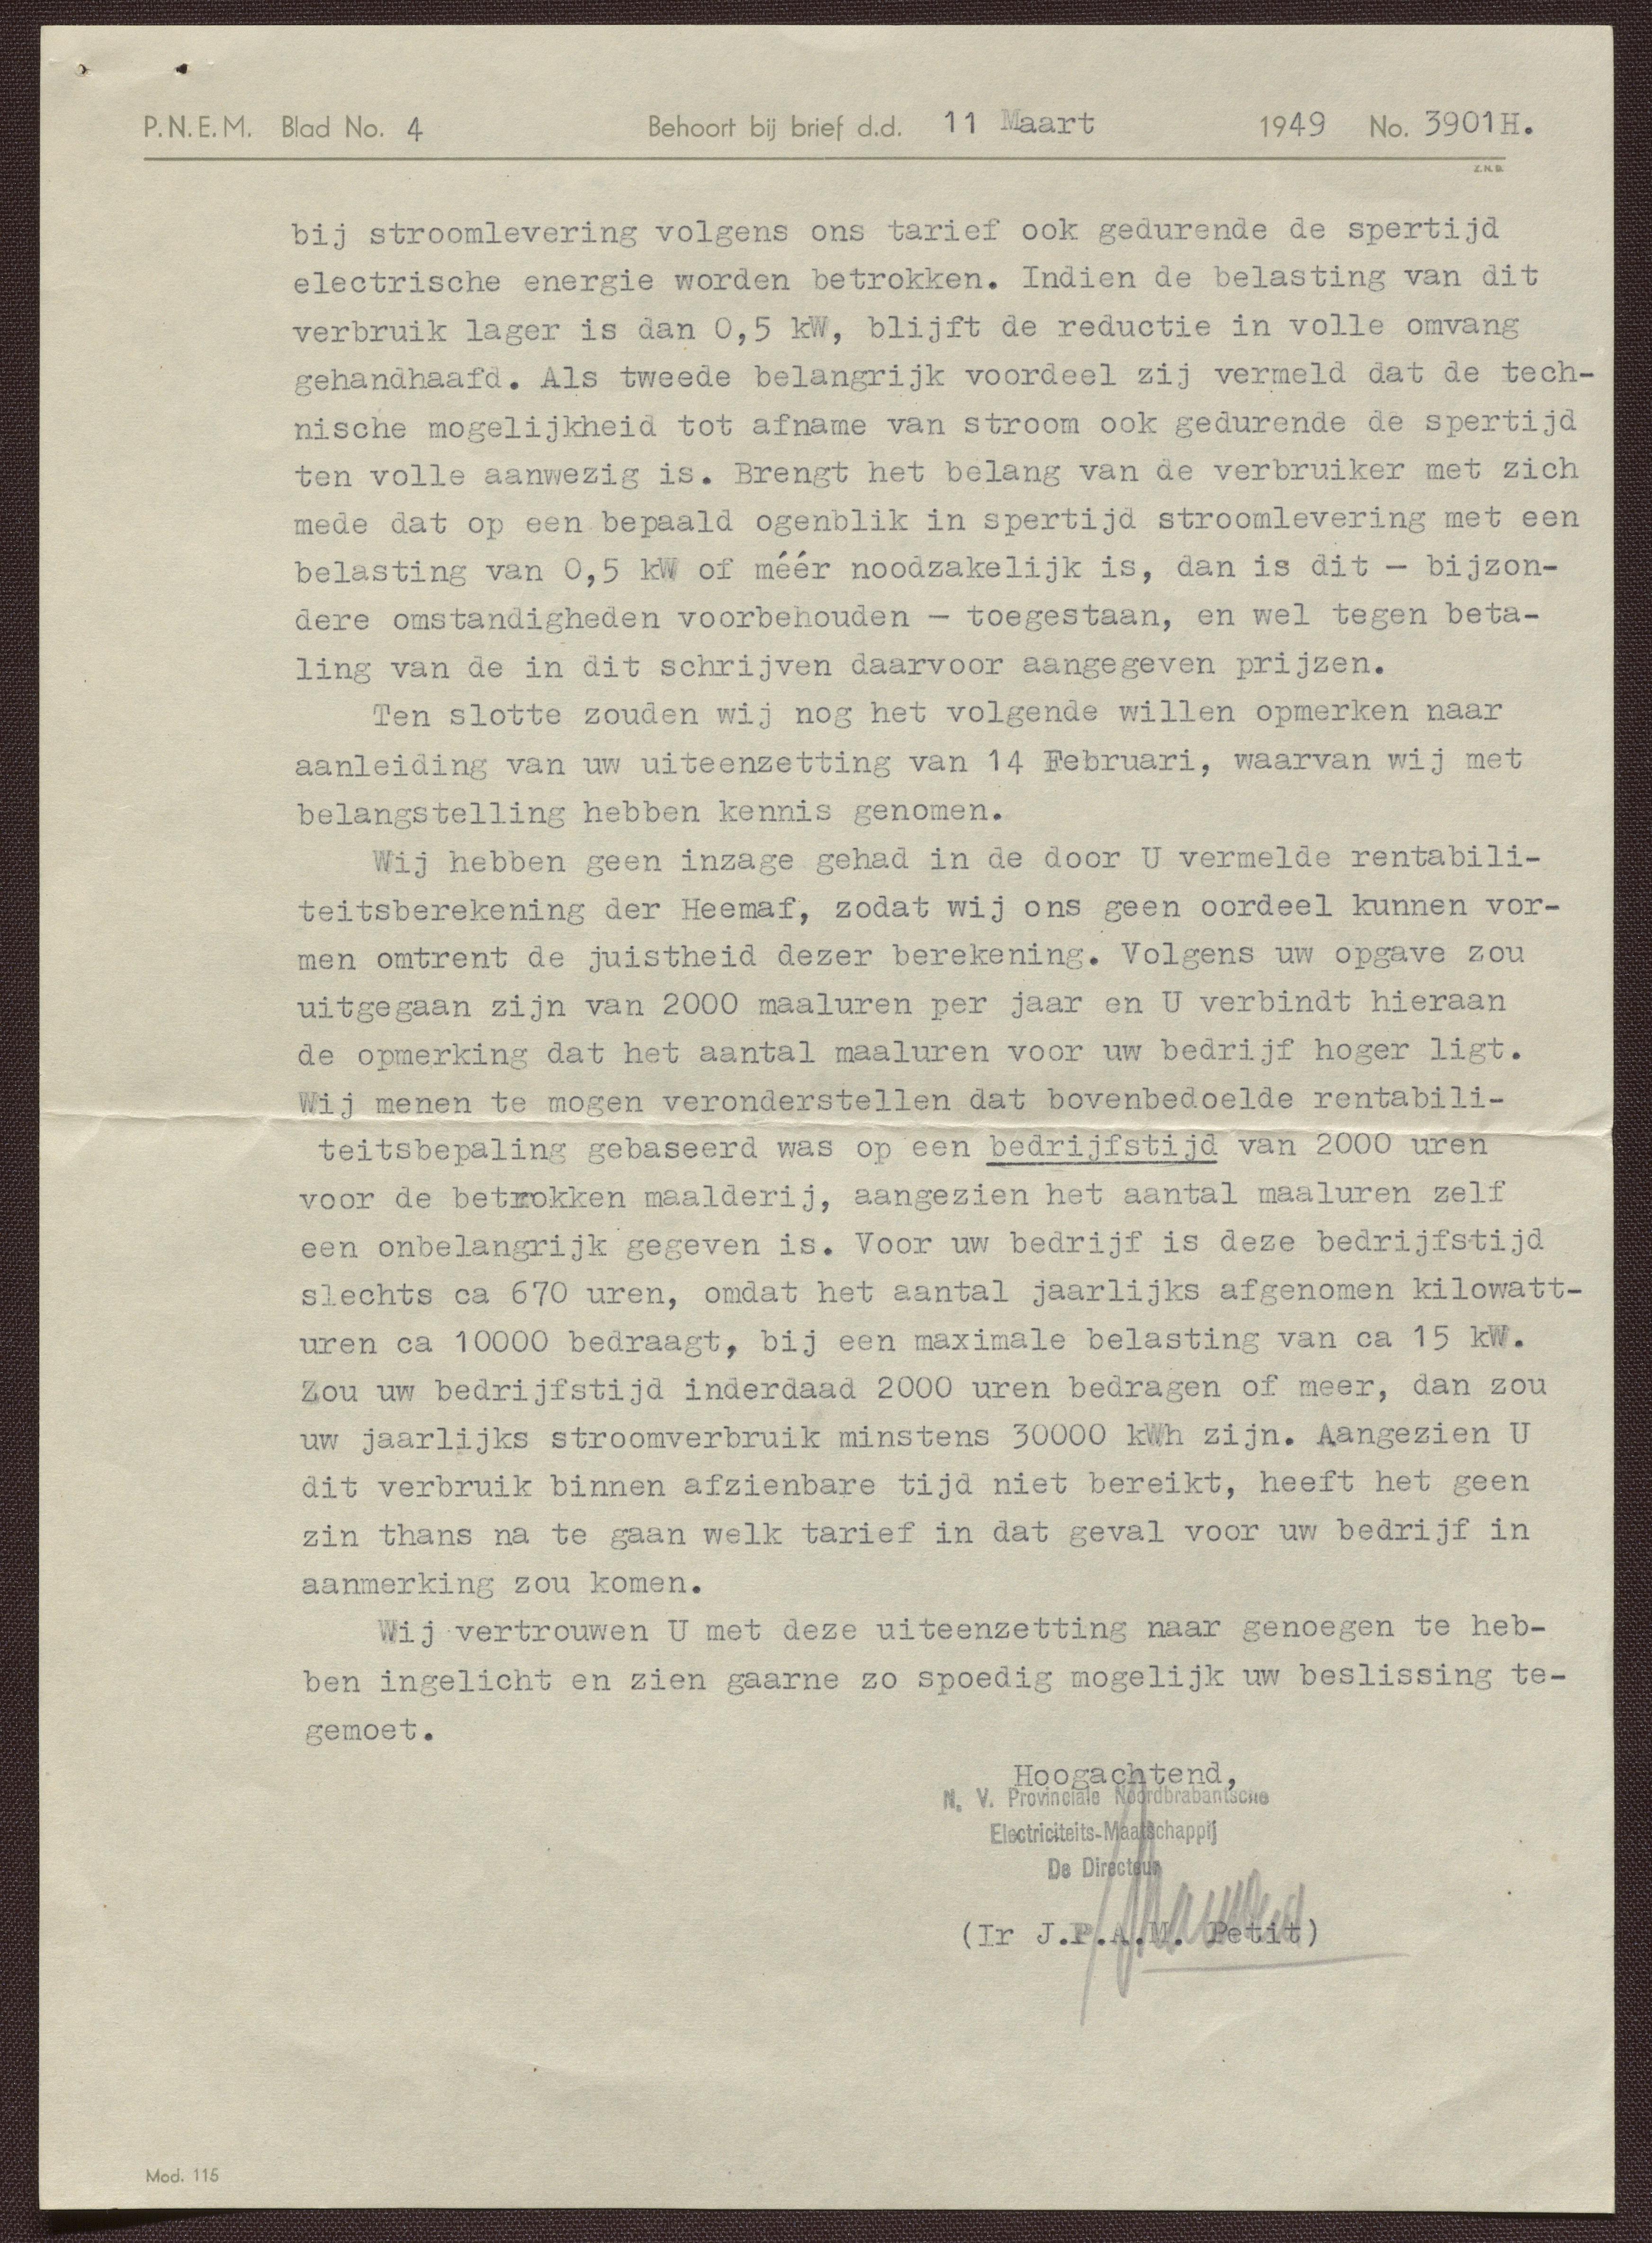 P.N.E.M. Blad No. 4 Behoort bij brief d.d. 11 Maart 1949 No. 3901H.
Z.N.B.
bij stroomlevering volgens ons tarief ook gedurende de spertijd
electrische energie worden betrokken. Indien de belasting van dit
verbruik lager is dan 0,5 kW, blijft de reductie in volle omvang
gehandhaafd. Als tweede belangrijk voordeel zij vermeld dat de tech-
nische mogelijkheid tot afname van stroom ook gedurende de spertijd
ten volle aanwezig is. Brengt het belang van de verbruiker met zich
mede dat op een bepaald ogenblik in spertijd stroomlevering met een
belasting van 0,5 kW of méér noodzakelijk is, dan is dit - bijzon-
dere omstandigheden voorbehouden - toegestaan, en wel tegen beta-
ling van de in dit schrijven daarvoor aangegeven prijzen.
Ten slotte zouden wij nog het volgende willen opmerken naar
aanleiding van uw uiteenzetting van 14 Februari, waarvan wij met
belangstelling hebben kennis genomen.
Wij hebben geen inzage gehad in de door U vermelde rentabili-
teitsberekening der Heemaf, zodat wij ons geen oordeel kunnen vor-
men omtrent de juistheid dezer berekening. Volgens uw opgave zou
uitgegaan zijn van 2000 maaluren per jaar en U verbindt hieraan
de opmerking dat het aantal maaluren voor uw bedrijf hoger ligt.
Wij menen te mogen veronderstellen dat bovenbedoelde rentabili-
teitsbepaling gebaseerd was op een bedrijfstijd van 2000 uren
voor de betrokken maalderij, aangezien het aantal maaluren zelf
een onbelangrijk gegeven is. Voor uw bedrijf is deze bedrijfstijd
slechts ca 670 uren, omdat het aantal jaarlijks afgenomen kilowatt-
uren ca 10000 bedraagt, bij een maximale belasting van ca 15 kW.
Zou uw bedrijfstijd inderdaad 2000 uren bedragen of meer, dan zou
uw jaarlijks stroomverbruik minstens 30000 kWh zijn. Aangezien U
dit verbruik binnen afzienbare tijd niet bereikt, heeft het geen
zin thans na te gaan welk tarief in dat geval voor uw bedrijf in
aanmerking zou komen.
Wij vertrouwen U met deze uiteenzetting naar genoegen te heb-
ben ingelicht en zien gaarne zo spoedig mogelijk uw beslissing te-
gemoet.
Hoogachtend,
N. V. Provinciale Noordbrabantsche
Electriciteits-Maatschappij
De Directeur
(Ir J.P.A.M. Petit)
Mod. 115